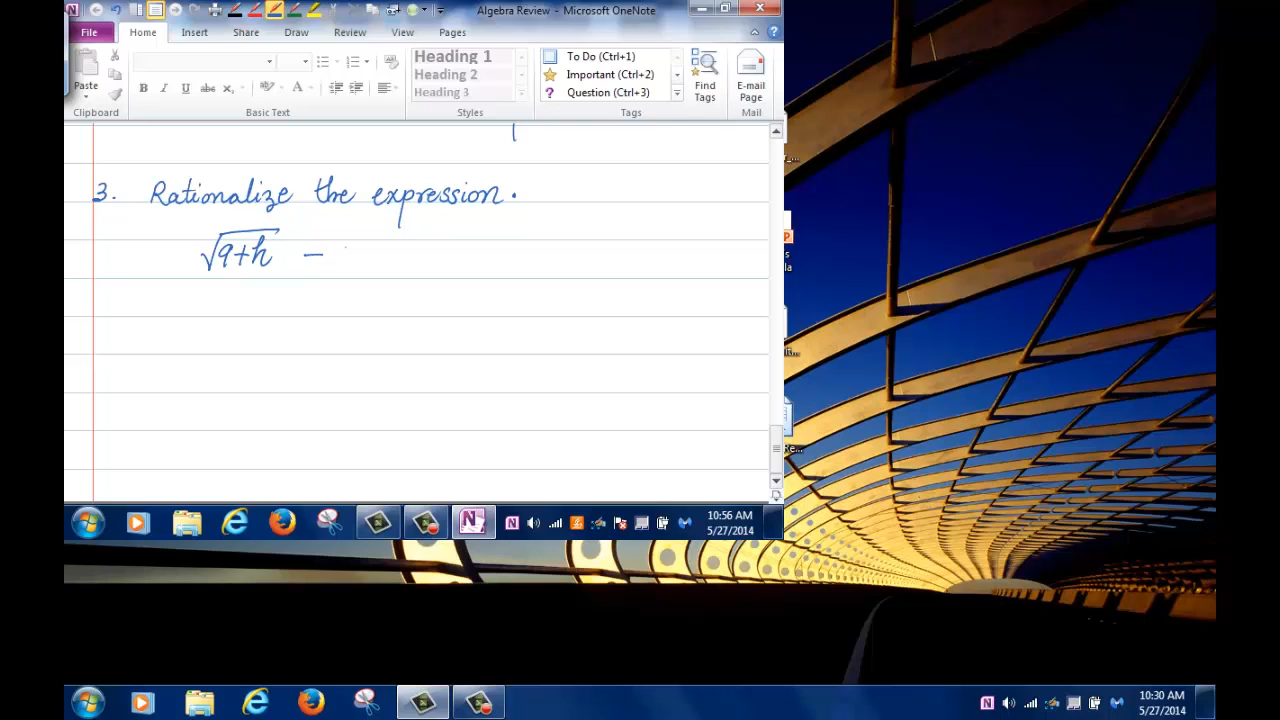 Algebra Review - Microsoft OneNote
File Home Insert Share Draw Review View Pages
Paste
Clipboard
B I U abc x₂ A
Basic Text
Heading 1
Heading 2
Heading 3
Styles
To Do (Ctrl+1)
Important (Ctrl+2)
Question (Ctrl+3)
Tags
Find
Tags
E-mail
Page
Mail
3. Rationalize the expression.
√9+h −
10:56 AM
5/27/2014
10:30 AM
5/27/2014